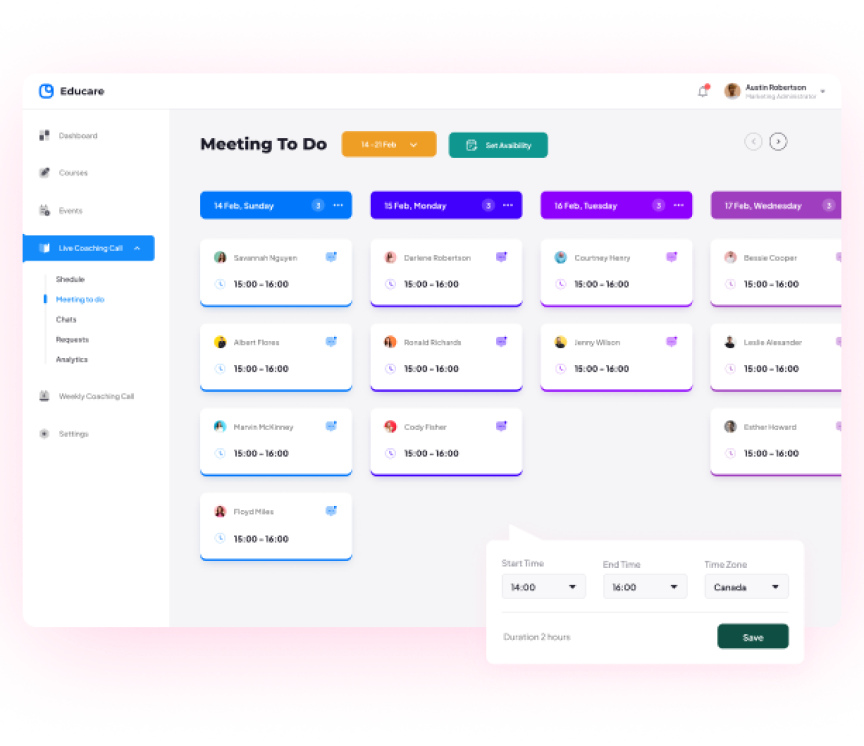 Educare
Austin Robertson
Marketing Administrator
Dashboard
Courses
Events
Live Coaching Call
Shedule
Meeting to do
Chats
Requests
Analytics
Weekly Coaching Call
Settings
Meeting To Do
14 -21 Feb
Set Avaibility
14 Feb, Sunday 3
15 Feb, Monday 3
16 Feb, Tuesday 3
17 Feb, Wednesday 3
Savannah Nguyen
15:00 - 16:00
Darlene Robertson
15:00 - 16:00
Courtney Henry
15:00 - 16:00
Bessie Cooper
15:00 - 16:00
Albert Flores
15:00 - 16:00
Ronald Richards
15:00 - 16:00
Jenny Wilson
15:00 - 16:00
Leslie Alexander
15:00 - 16:00
Marvin McKinney
15:00 - 16:00
Cody Fisher
15:00 - 16:00
Esther Howard
15:00 - 16:00
Floyd Miles
15:00 - 16:00
Start Time
End Time
Time Zone
14:00
16:00
Canada
Duration 2 hours
Save